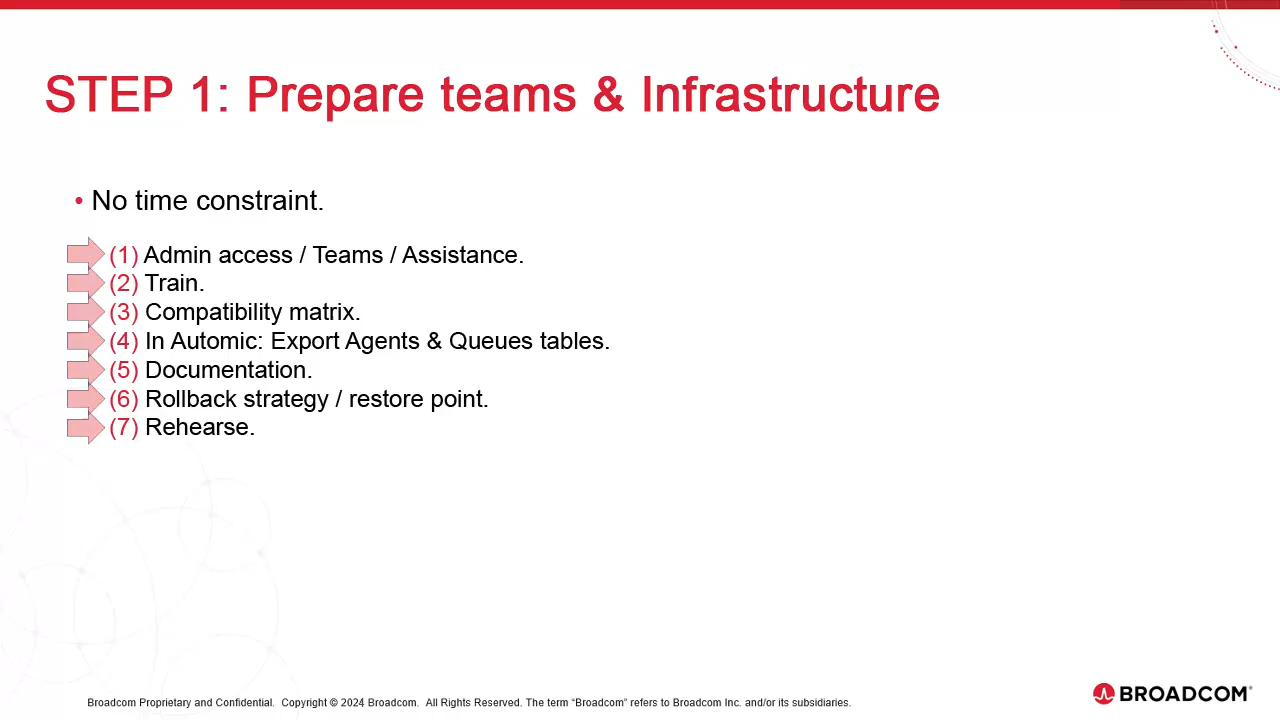 STEP 1: Prepare teams & Infrastructure
• No time constraint.
(1) Admin access / Teams / Assistance.
(2) Train.
(3) Compatibility matrix.
(4) In Automic: Export Agents & Queues tables.
(5) Documentation.
(6) Rollback strategy / restore point.
(7) Rehearse.
Broadcom Proprietary and Confidential.  Copyright © 2024 Broadcom.  All Rights Reserved. The term “Broadcom” refers to Broadcom Inc. and/or its subsidiaries.
BROADCOM®